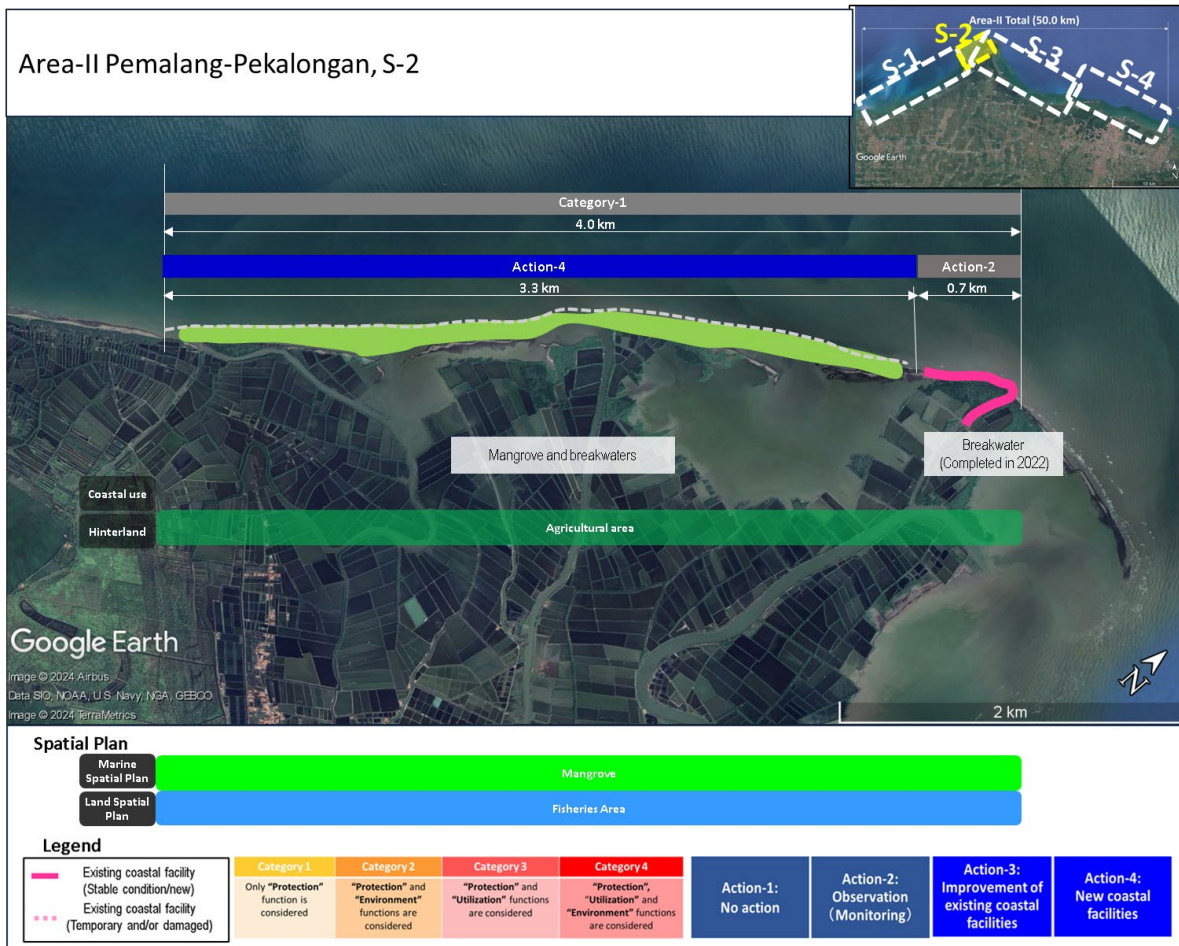 Area-II Pemalang-Pekalongan, S-2
Area-II Total (50.0 km)
S-1
S-2
S-3
S-4
Google Earth
N
Category-1
4.0 km
Action-4
Action-2
3.3 km
0.7 km
Mangrove and breakwaters
Breakwater
(Completed in 2022)
Coastal use
Hinterland
Agricultural area
Google Earth
Image © 2024 Airbus
Data SIO, NOAA, U.S. Navy, NGA, GEBCO
Image © 2024 TerraMetrics
N
2 km
Spatial Plan
Marine
Spatial Plan
Mangrove
Land Spatial
Plan
Fisheries Area
Legend
Existing coastal facility
(Stable condition/new)
Existing coastal facility
(Temporary and/or damaged)
Category 1
Only "Protection"
function is
considered
Category 2
"Protection" and
"Environment"
functions are
considered
Category 3
"Protection" and
"Utilization" functions
are considered
Category 4
"Protection",
"Utilization" and
"Environment" functions
are considered
Action-1:
No action
Action-2:
Observation
(Monitoring)
Action-3:
Improvement of
existing coastal
facilities
Action-4:
New coastal
facilities